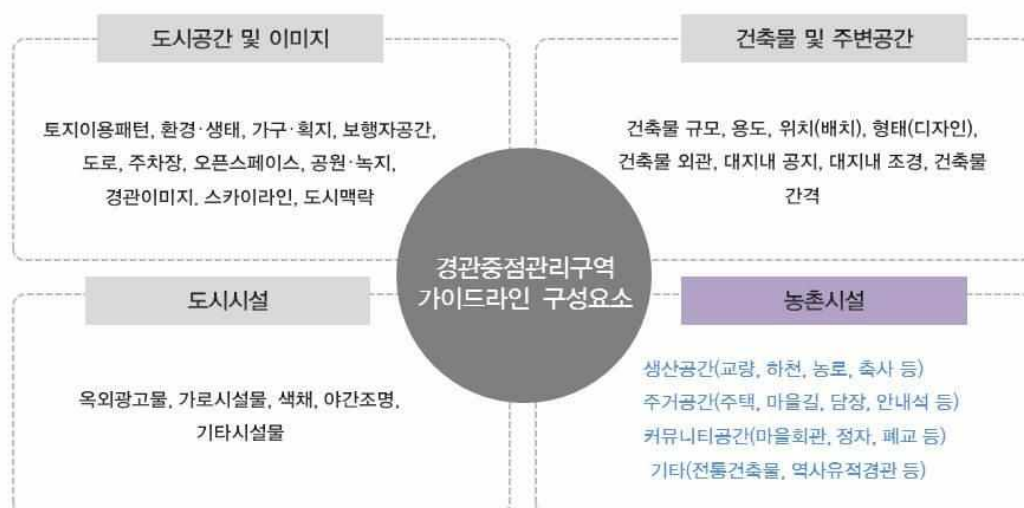 도시공간 및 이미지
토지이용패턴, 환경·생태, 가구·획지, 보행자공간,
도로, 주차장, 오픈스페이스, 공원·녹지,
경관이미지, 스카이라인, 도시맥락
건축물 및 주변공간
건축물 규모, 용도, 위치(배치), 형태(디자인),
건축물 외관, 대지내 공지, 대지내 조경, 건축물
간격
경관중점관리구역
가이드라인 구성요소
도시시설
옥외광고물, 가로시설물, 색채, 야간조명,
기타시설물
농촌시설
생산공간(교량, 하천, 농로, 축사 등)
주거공간(주택, 마을길, 담장, 안내석 등)
커뮤니티공간(마을회관, 정자, 폐교 등)
기타(전통건축물, 역사유적경관 등)